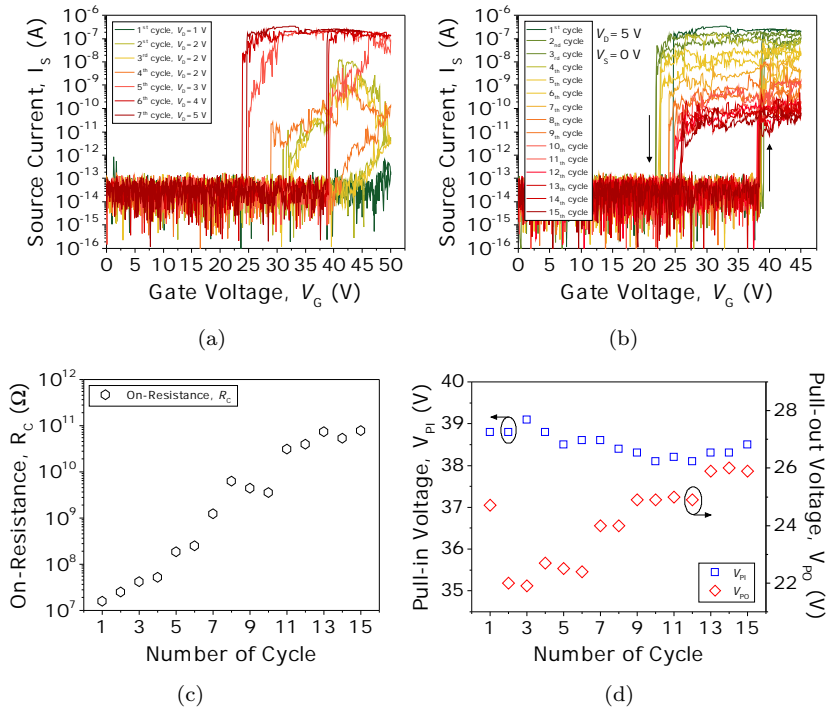 Source Current, I_S (A)
10^-6
10^-7
10^-8
10^-9
10^-10
10^-11
10^-12
10^-13
10^-14
10^-15
10^-16
1st cycle, V_D=1 V
2st cycle, V_D=2 V
3rd cycle, V_D=2 V
4th cycle, V_D=2 V
5th cycle, V_D=3 V
6th cycle, V_D=4 V
7th cycle, V_D=5 V
0 5 10 15 20 25 30 35 40 45 50
Gate Voltage, V_G (V)
(a)
Source Current, I_S (A)
10^-6
10^-7
10^-8
10^-9
10^-10
10^-11
10^-12
10^-13
10^-14
10^-15
10^-16
1st cycle
2nd cycle
3rd cycle
4th cycle
5th cycle
6th cycle
7th cycle
8th cycle
9th cycle
10th cycle
11th cycle
12th cycle
13th cycle
14th cycle
15th cycle
V_D=5 V
V_S=0 V
0 5 10 15 20 25 30 35 40 45
Gate Voltage, V_G (V)
(b)
On-Resistance, R_C (Ω)
10^12
10^11
10^10
10^9
10^8
10^7
On-Resistance, R_C
1 3 5 7 9 11 13 15
Number of Cycle
(c)
Pull-in Voltage, V_PI (V)
40
39
38
37
36
35
V_PI
V_PO
28
26
24
22
Pull-out Voltage, V_PO (V)
1 3 5 7 9 11 13 15
Number of Cycle
(d)